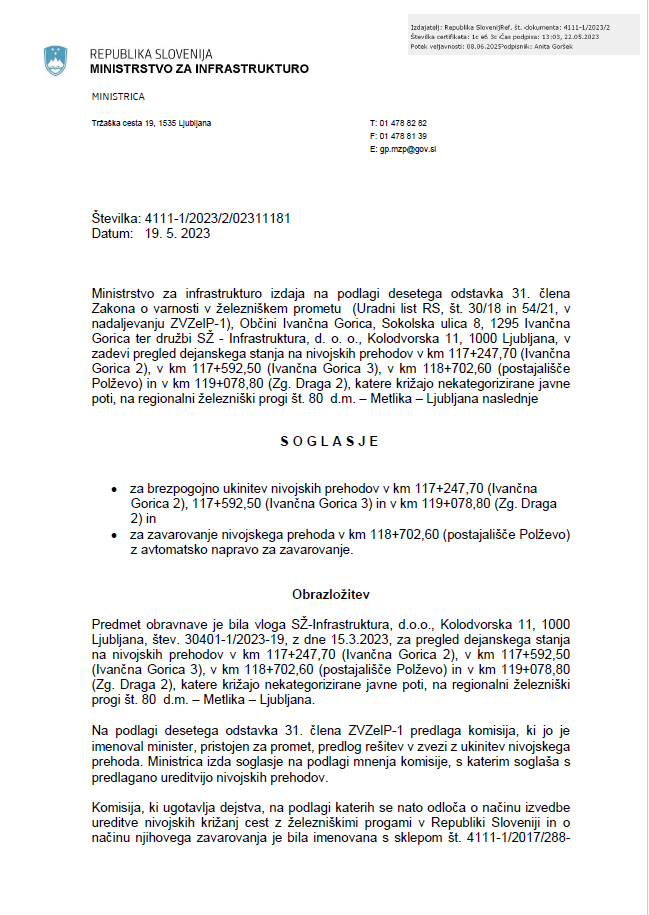 Izdajatelj: Republika SlovenijRef. št. dokumenta: 4111-1/2023/2
Številka certifikata: 1c e6 3c Čas podpisa: 13:03, 22.05.2023
Potek veljavnosti: 08.06.2025Podpisnik: Anita Goršek
REPUBLIKA SLOVENIJA
MINISTRSTVO ZA INFRASTRUKTURO
MINISTRICA
Tržaška cesta 19, 1535 Ljubljana
T: 01 478 82 82
F: 01 478 81 39
E: gp.mzp@gov.si
Številka: 4111-1/2023/2/02311181
Datum: 19. 5. 2023
Ministrstvo za infrastrukturo izdaja na podlagi desetega odstavka 31. člena
Zakona o varnosti v železniškem prometu (Uradni list RS, št. 30/18 in 54/21, v
nadaljevanju ZVZelP-1), Občini Ivančna Gorica, Sokolska ulica 8, 1295 Ivančna
Gorica ter družbi SŽ - Infrastruktura, d. o. o., Kolodvorska 11, 1000 Ljubljana, v
zadevi pregled dejanskega stanja na nivojskih prehodov v km 117+247,70 (Ivančna
Gorica 2), v km 117+592,50 (Ivančna Gorica 3), v km 118+702,60 (postajališče
Polževo) in v km 119+078,80 (Zg. Draga 2), katere križajo nekategorizirane javne
poti, na regionalni železniški progi št. 80 d.m. – Metlika – Ljubljana naslednje
S O G L A S J E
• za brezpogojno ukinitev nivojskih prehodov v km 117+247,70 (Ivančna
Gorica 2), 117+592,50 (Ivančna Gorica 3) in v km 119+078,80 (Zg. Draga
2) in
• za zavarovanje nivojskega prehoda v km 118+702,60 (postajališče Polževo)
z avtomatsko napravo za zavarovanje.
Obrazložitev
Predmet obravnave je bila vloga SŽ-Infrastruktura, d.o.o., Kolodvorska 11, 1000
Ljubljana, štev. 30401-1/2023-19, z dne 15.3.2023, za pregled dejanskega stanja
na nivojskih prehodov v km 117+247,70 (Ivančna Gorica 2), v km 117+592,50
(Ivančna Gorica 3), v km 118+702,60 (postajališče Polževo) in v km 119+078,80
(Zg. Draga 2), katere križajo nekategorizirane javne poti, na regionalni železniški
progi št. 80 d.m. – Metlika – Ljubljana.
Na podlagi desetega odstavka 31. člena ZVZelP-1 predlaga komisija, ki jo je
imenoval minister, pristojen za promet, predlog rešitev v zvezi z ukinitev nivojskega
prehoda. Ministrica izda soglasje na podlagi mnenja komisije, s katerim soglaša s
predlagano ureditvijo nivojskih prehodov.
Komisija, ki ugotavlja dejstva, na podlagi katerih se nato odloča o načinu izvedbe
ureditve nivojskih križanj cest z železniškimi progami v Republiki Sloveniji in o
načinu njihovega zavarovanja je bila imenovana s sklepom št. 4111-1/2017/288-